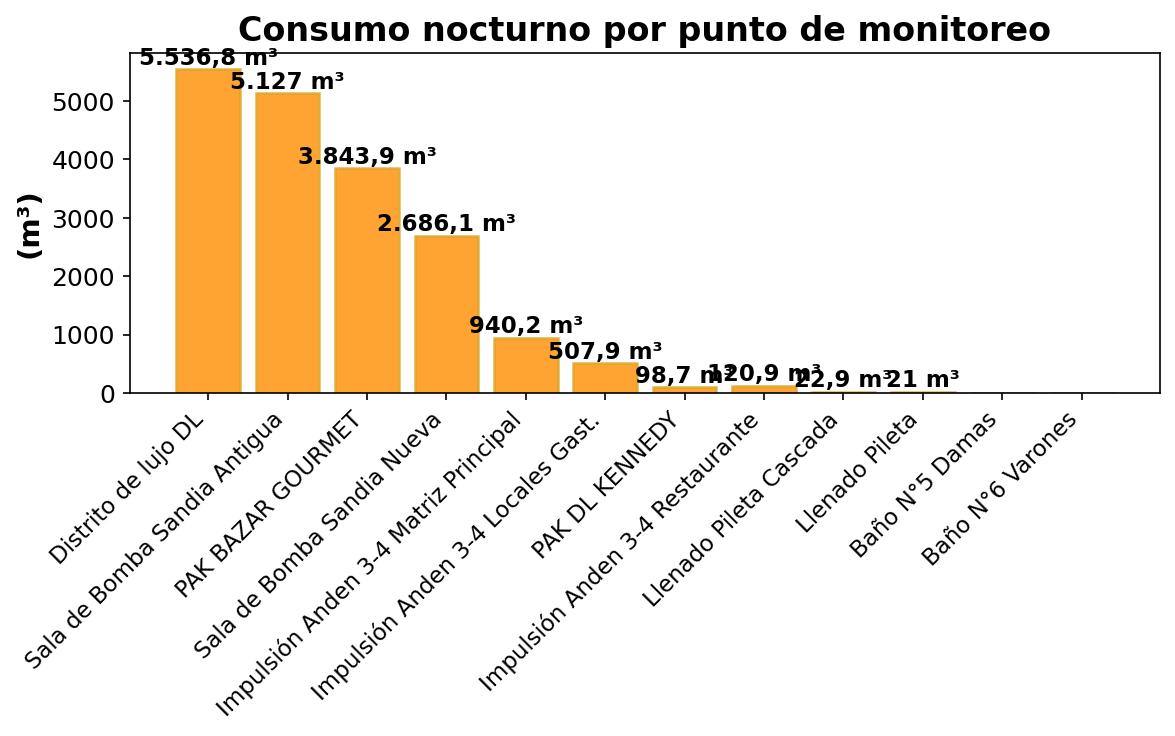 Consumo nocturno por punto de monitoreo
5.536,8 m³
5.127 m³
3.843,9 m³
2.686,1 m³
940,2 m³
507,9 m³
98,7 m³
120,9 m³
22,9 m³
21 m³
(m³)
5000
4000
3000
2000
1000
0
Distrito de lujo DL
Sala de Bomba Sandia Antigua
PAK BAZAR GOURMET
Sala de Bomba Sandia Nueva
Impulsión Anden 3-4 Matriz Principal
Impulsión Anden 3-4 Locales Gast.
PAK DL KENNEDY
Impulsión Anden 3-4 Restaurante
Llenado Pileta Cascada
Llenado Pileta
Baño N°5 Damas
Baño N°6 Varones